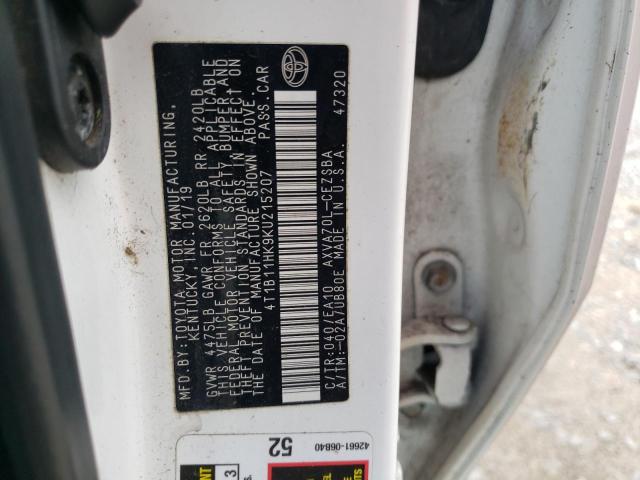 MFD.BY:TOYOTA MOTOR MANUFACTURING,
KENTUCKY, INC.01/19
GVWR 4475LB GAWR FR 2620LB RR 2420LB
THIS VEHICLE CONFORMS TO ALL APPLICABLE
FEDERAL MOTOR VEHICLE SAFETY, BUMPER AND
THEFT PREVENTION STANDARDS IN EFFECT ON
THE DATE OF MANUFACTURE SHOWN ABOVE.
4T1B11HK9KU215207 PASS.CAR
C/TR:040/EA10 AXVA70L-CEZSBA 47320
A/TM:-02A/UB80E MADE IN U.S.A.
52
42661-06B40
3